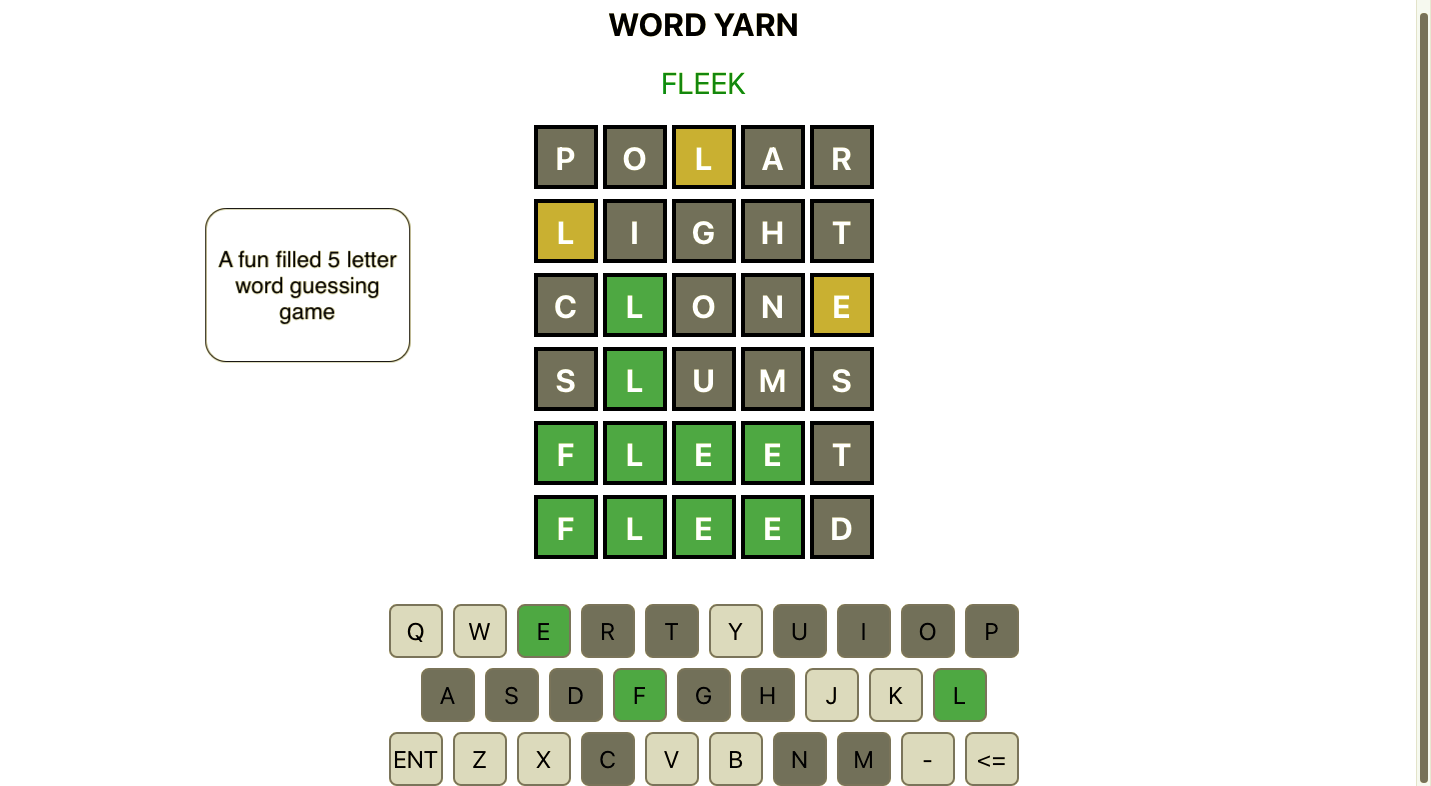 WORD YARN
FLEEK
P O L A R
L I G H T
C L O N E
S L U M S
F L E E T
F L E E D
A fun filled 5 letter
word guessing
game
Q W E R T Y U I O P
A S D F G H J K L
ENT Z X C V B N M - <=